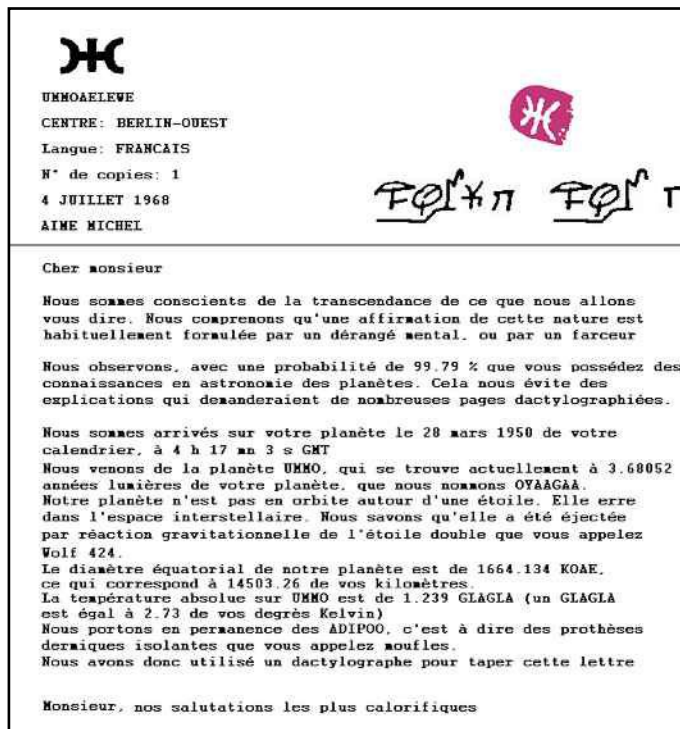 UMMOAELEWE
CENTRE: BERLIN-OUEST
Langue: FRANCAIS
N° de copies: 1
4 JUILLET 1968
AIME MICHEL
Cher monsieur
Nous sommes conscients de la transcendance de ce que nous allons
vous dire. Nous comprenons qu'une affirmation de cette nature est
habituellement formulée par un dérangé mental, ou par un farceur
Nous observons, avec une probabilité de 99.79 % que vous possédez des
connaissances en astronomie des planètes. Cela nous évite des
explications qui demanderaient de nombreuses pages dactylographiées.
Nous sommes arrivés sur votre planète le 28 mars 1950 de votre
calendrier, à 4 h 17 mn 3 s GMT
Nous venons de la planète UMMO, qui se trouve actuellement à 3.68052
années lumières de votre planète, que nous nommons OYAAGAA.
Notre planète n'est pas en orbite autour d'une étoile. Elle erre
dans l'espace interstellaire. Nous savons qu'elle a été éjectée
par réaction gravitationnelle de l'étoile double que vous appelez
Wolf 424.
Le diamètre équatorial de notre planète est de 1664.134 KOAE,
ce qui correspond à 14503.26 de vos kilomètres.
La température absolue sur UMMO est de 1.239 GLAGLA (un GLAGLA
est égal à 2.73 de vos degrès Kelvin)
Nous portons en permanence des ADIPOO, c'est à dire des prothèses
dermiques isolantes que vous appelez moufles.
Nous avons donc utilisé un dactylographe pour taper cette lettre
Monsieur, nos salutations les plus calorifiques